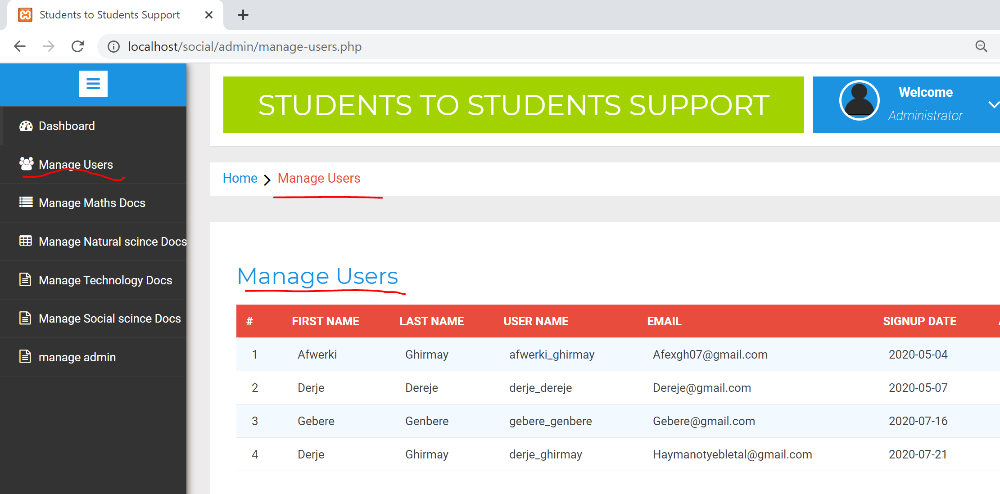 Students to Students Support
localhost/social/admin/manage-users.php
STUDENTS TO STUDENTS SUPPORT
Welcome
Administrator
Dashboard
Manage Users
Manage Maths Docs
Manage Natural scince Docs
Manage Technology Docs
Manage Social scince Docs
manage admin
Home > Manage Users
Manage Users
# FIRST NAME LAST NAME USER NAME EMAIL SIGNUP DATE
1 Afwerki Ghirmay afwerki_ghirmay Afexgh07@gmail.com 2020-05-04
2 Derje Dereje derje_dereje Dereje@gmail.com 2020-05-07
3 Gebere Genbere gebere_genbere Gebere@gmail.com 2020-07-16
4 Derje Ghirmay derje_ghirmay Haymanotyebletal@gmail.com 2020-07-21